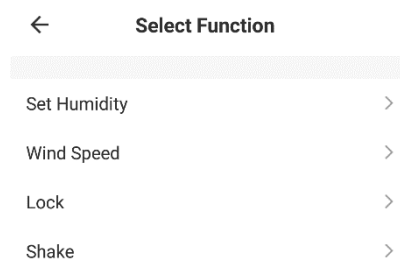 Select Function
Set Humidity
Wind Speed
Lock
Shake